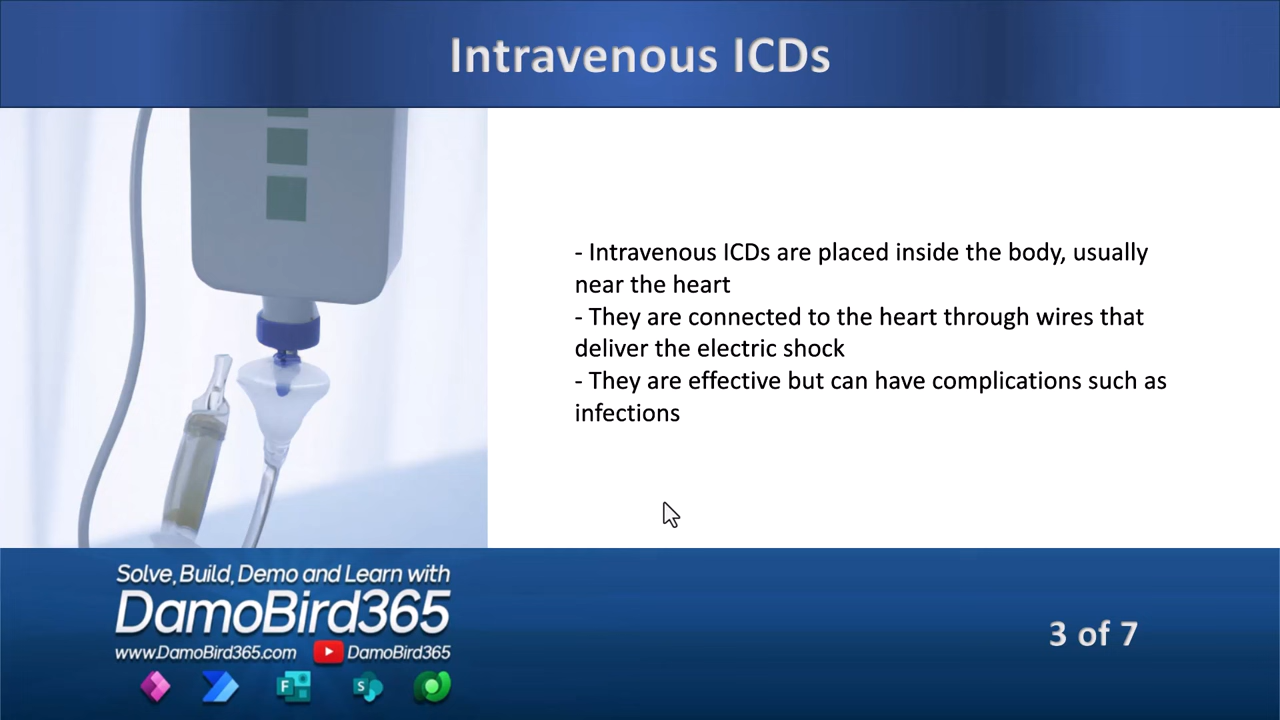 Intravenous ICDs
- Intravenous ICDs are placed inside the body, usually
near the heart
- They are connected to the heart through wires that
deliver the electric shock
- They are effective but can have complications such as
infections
Solve, Build, Demo and Learn with
DamoBird365
www.DamoBird365.com DamoBird365
F S
3 of 7